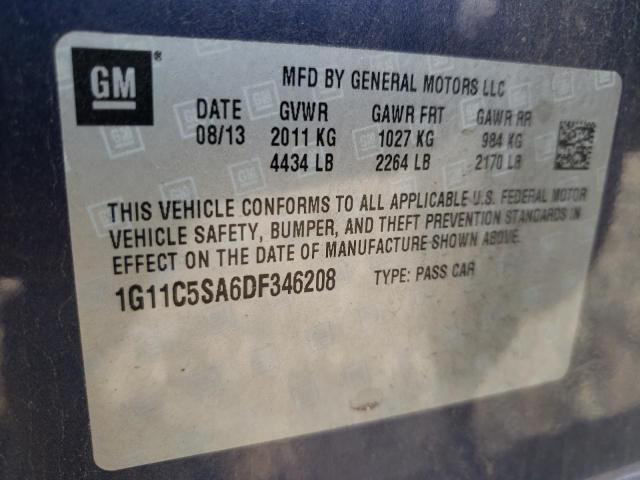 GM
®
MFD BY GENERAL MOTORS LLC
DATE GVWR GAWR FRT GAWR RR
08/13 2011 KG 1027 KG 984 KG
4434 LB 2264 LB 2170 LB
THIS VEHICLE CONFORMS TO ALL APPLICABLE U.S. FEDERAL MOTOR
VEHICLE SAFETY, BUMPER, AND THEFT PREVENTION STANDARDS IN
EFFECT ON THE DATE OF MANUFACTURE SHOWN ABOVE.
1G11C5SA6DF346208 TYPE: PASS CAR